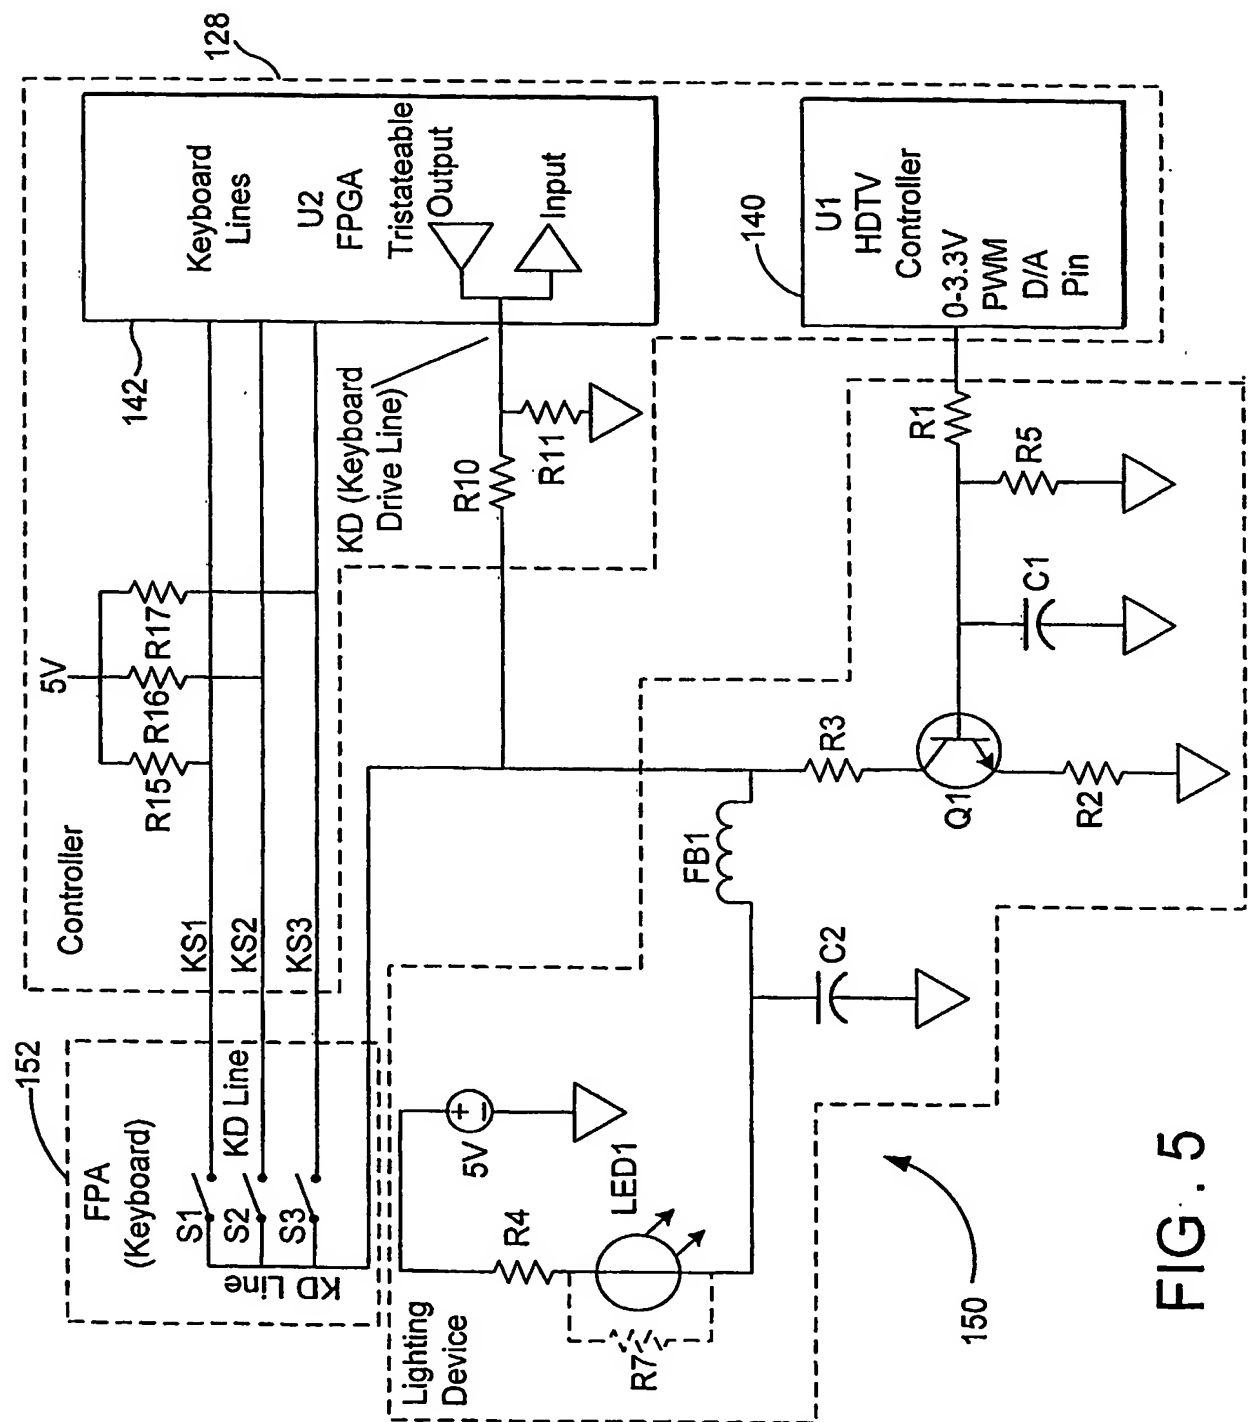 128
Controller
5V
R15
R16
R17
KS1
KS2
KS3
142
Keyboard
Lines
U2
FPGA
Tristateable
Output
Input
KD (Keyboard
Drive Line)
R10
R11
152
FPA
(Keyboard)
S1
S2
S3
KD Line
KD Line
140
U1
HDTV
Controller
0-3.3V
PWM
D/A
Pin
R1
R5
C1
Q1
R2
R3
FB1
C2
Lighting
Device
5V
R4
LED1
R7
150
FIG. 5